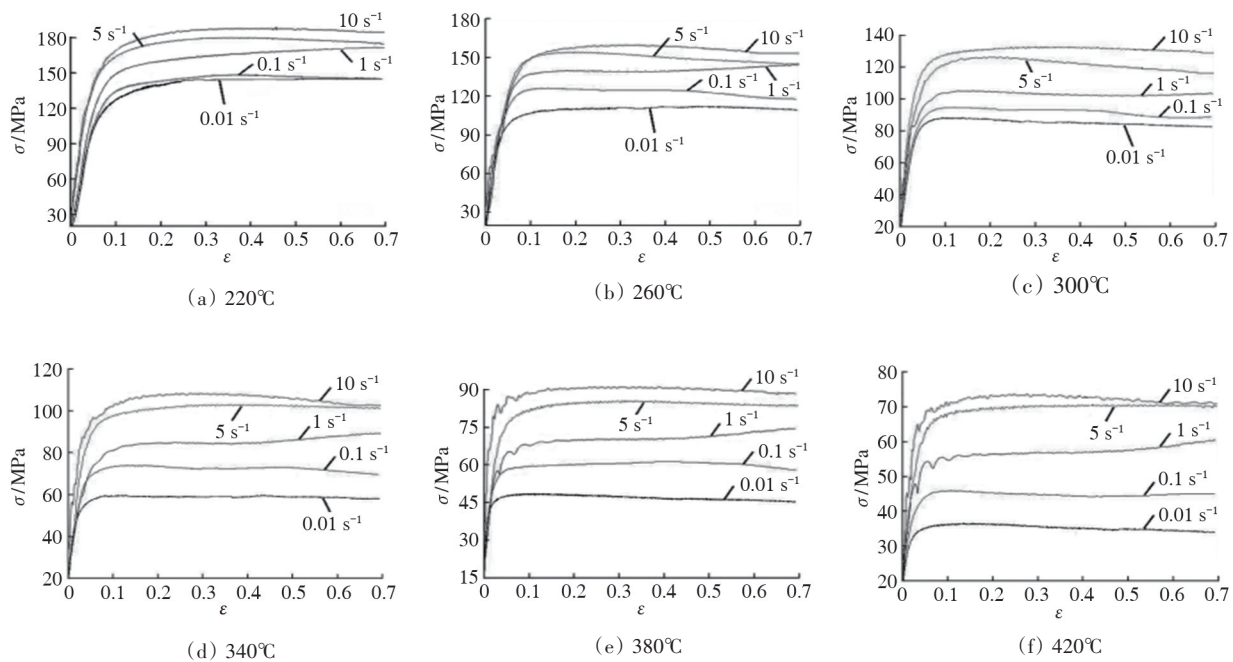 10 s⁻¹
5 s⁻¹
1 s⁻¹
0.1 s⁻¹
0.01 s⁻¹
σ/MPa
180
150
120
90
60
30
0 0.1 0.2 0.3 0.4 0.5 0.6 0.7
ε
(a) 220℃
5 s⁻¹
10 s⁻¹
0.1 s⁻¹
1 s⁻¹
0.01 s⁻¹
σ/MPa
180
150
120
90
60
30
0 0.1 0.2 0.3 0.4 0.5 0.6 0.7
ε
(b) 260℃
10 s⁻¹
5 s⁻¹
1 s⁻¹
0.1 s⁻¹
0.01 s⁻¹
σ/MPa
140
120
100
80
60
40
20
0 0.1 0.2 0.3 0.4 0.5 0.6 0.7
ε
(c) 300℃
10 s⁻¹
5 s⁻¹
1 s⁻¹
0.1 s⁻¹
0.01 s⁻¹
σ/MPa
120
100
80
60
40
20
0 0.1 0.2 0.3 0.4 0.5 0.6 0.7
ε
(d) 340℃
10 s⁻¹
5 s⁻¹
1 s⁻¹
0.1 s⁻¹
0.01 s⁻¹
σ/MPa
90
75
60
45
30
15
0 0.1 0.2 0.3 0.4 0.5 0.6 0.7
ε
(e) 380℃
10 s⁻¹
5 s⁻¹
1 s⁻¹
0.1 s⁻¹
0.01 s⁻¹
σ/MPa
80
70
60
50
40
30
20
0 0.1 0.2 0.3 0.4 0.5 0.6 0.7
ε
(f) 420℃